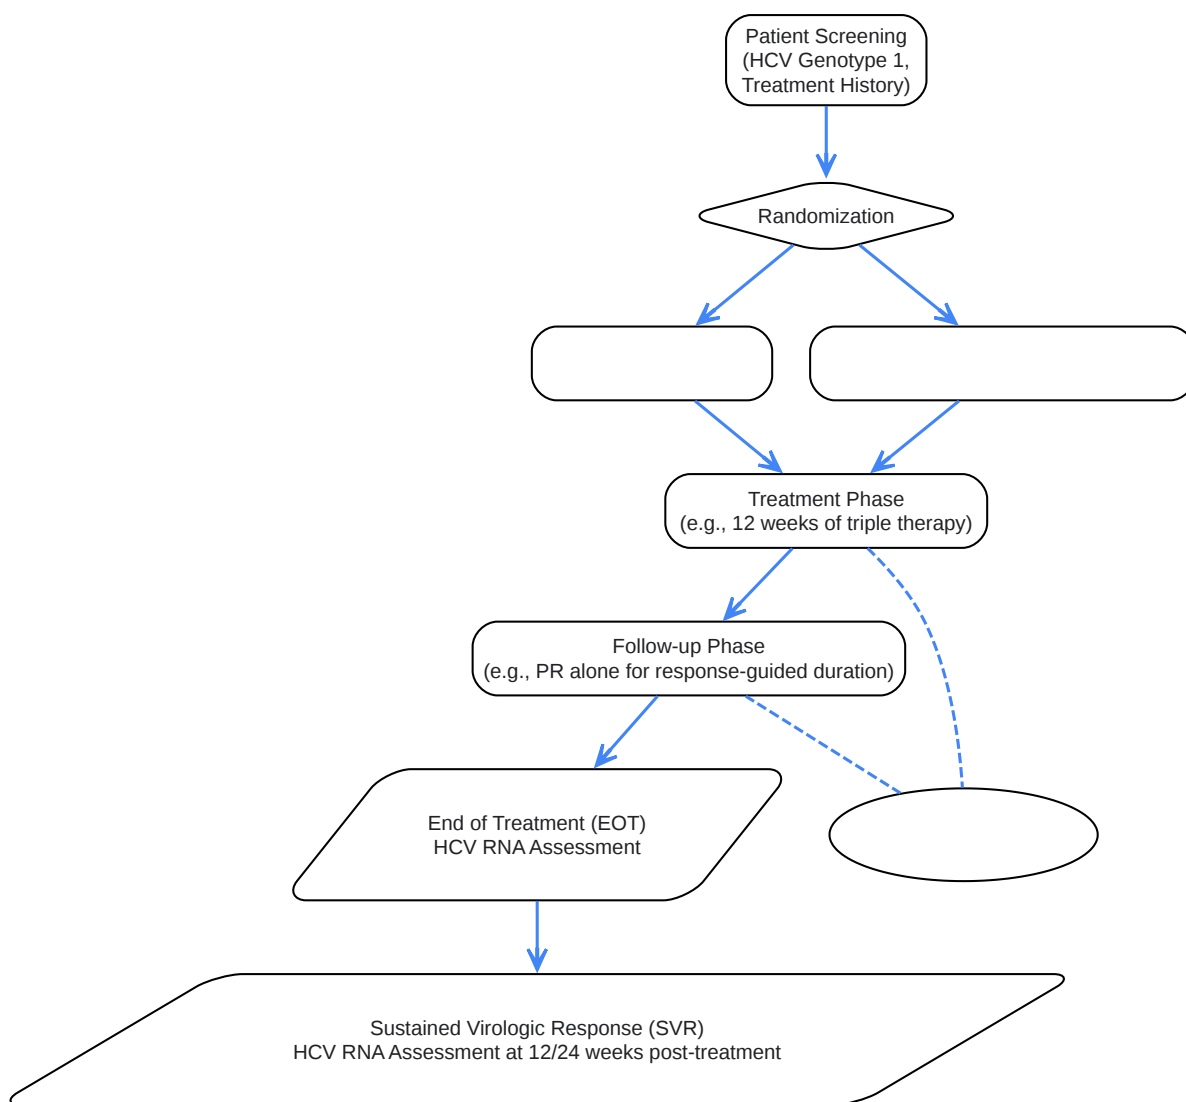 Patient Screening
(HCV Genotype 1,
Treatment History)
Randomization
Treatment Phase
(e.g., 12 weeks of triple therapy)
Follow-up Phase
(e.g., PR alone for response-guided duration)
End of Treatment (EOT)
HCV RNA Assessment
Sustained Virologic Response (SVR)
HCV RNA Assessment at 12/24 weeks post-treatment